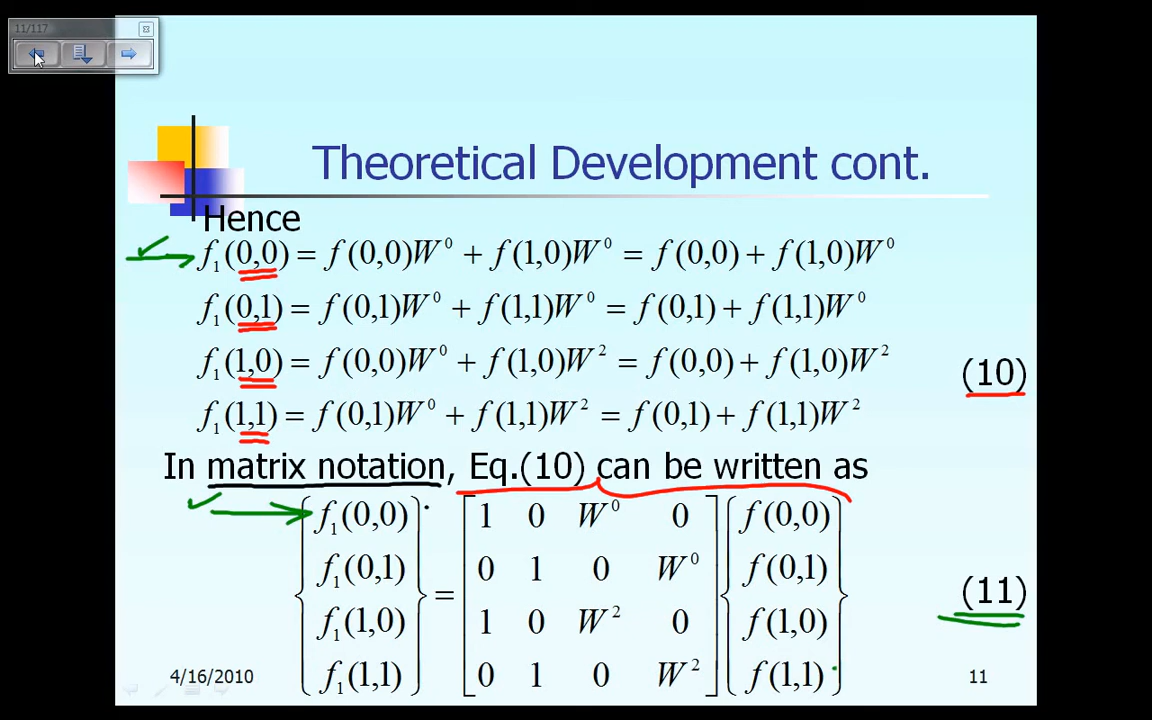 11/117
Theoretical Development cont.
Hence
f₁(0,0) = f(0,0)W⁰ + f(1,0)W⁰ = f(0,0) + f(1,0)W⁰
f₁(0,1) = f(0,1)W⁰ + f(1,1)W⁰ = f(0,1) + f(1,1)W⁰
f₁(1,0) = f(0,0)W⁰ + f(1,0)W² = f(0,0) + f(1,0)W²
(10)
f₁(1,1) = f(0,1)W⁰ + f(1,1)W² = f(0,1) + f(1,1)W²
In matrix notation, Eq.(10) can be written as
{f₁(0,0)} [1 0 W⁰ 0] {f(0,0)}
{f₁(0,1)} [0 1 0 W⁰] {f(0,1)}
= (11)
{f₁(1,0)} [1 0 W² 0] {f(1,0)}
{f₁(1,1)} [0 1 0 W²] {f(1,1)}
4/16/2010 11